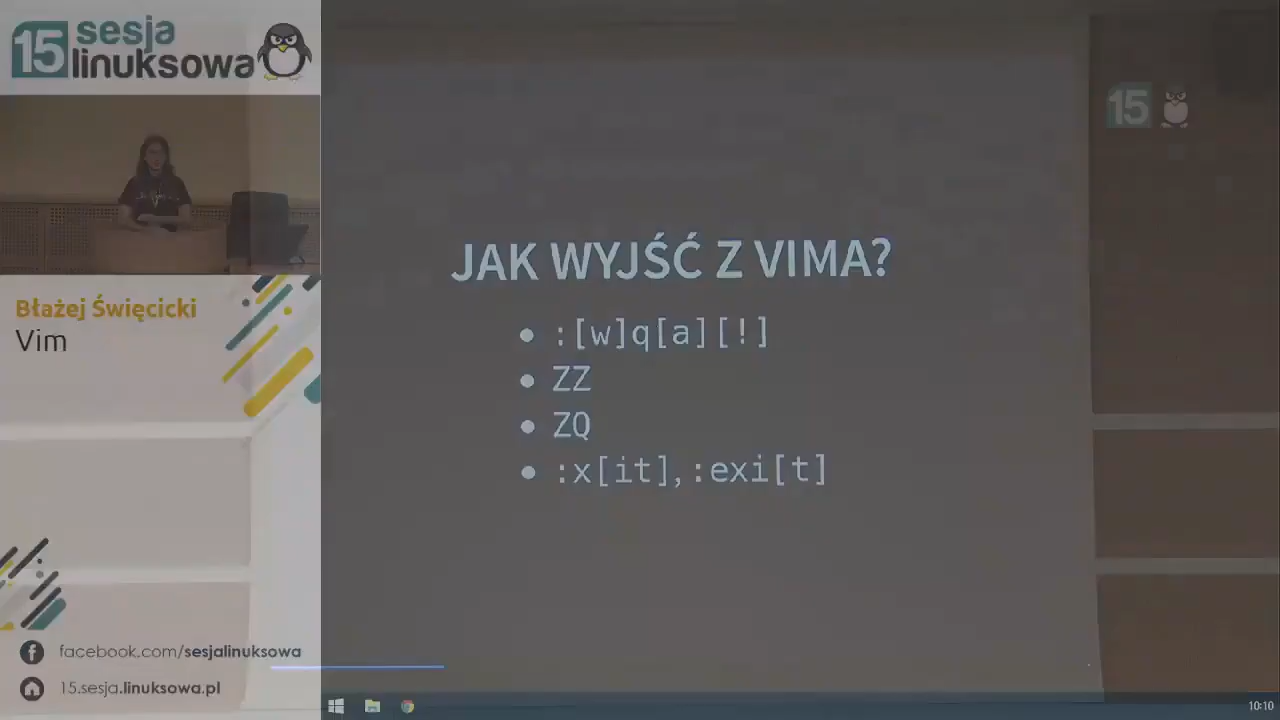 15 sesja
linuksowa
15
Błażej Święcicki
Vim
JAK WYJŚĆ Z VIMA?
:[w]q[a][!]
ZZ
ZQ
:x[it],:exi[t]
facebook.com/sesjalinuksowa
15.sesja.linuksowa.pl
10:10